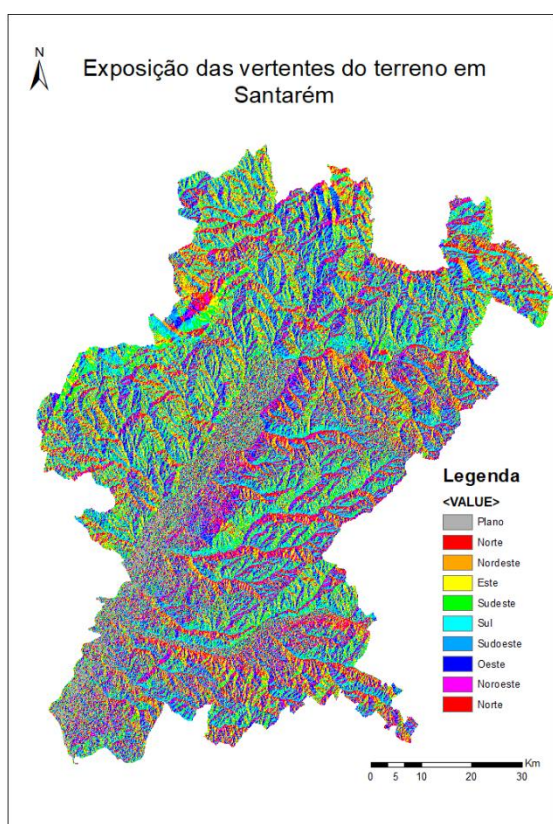 N
Exposição das vertentes do terreno em
Santarém
Legenda
<VALUE>
Plano
Norte
Nordeste
Este
Sudeste
Sul
Sudoeste
Oeste
Noroeste
Norte
Km
0 5 10 20 30